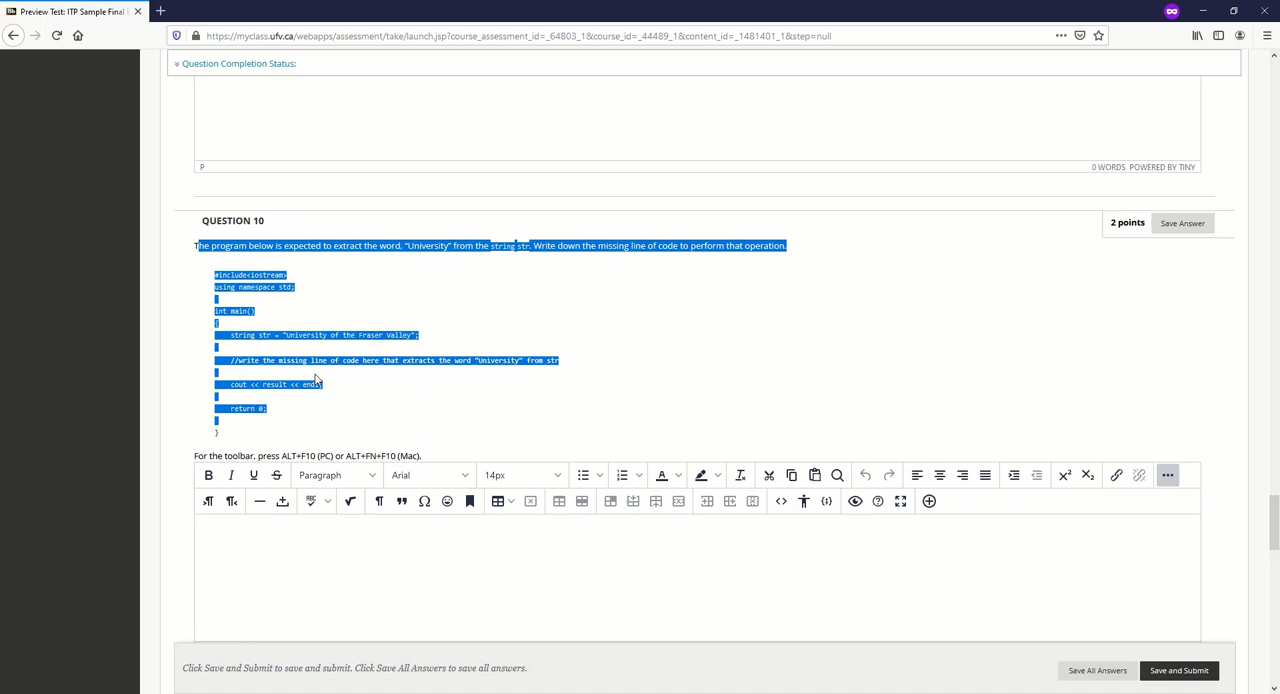 Preview Test: ITP Sample Final
https://myclass.ufv.ca/webapps/assessment/take/launch.jsp?course_assessment_id=_64803_1&course_id=_44489_1&content_id=_1481401_1&step=null
Question Completion Status:
P
0 WORDS POWERED BY TINY
QUESTION 10
2 points
Save Answer
The program below is expected to extract the word, "University" from the string str. Write down the missing line of code to perform that operation.
#include<iostream>
using namespace std;
int main()
{
string str = "University of the Fraser Valley";
//write the missing line of code here that extracts the word "University" from str
cout << result << endl;
return 0;
}
For the toolbar, press ALT+F10 (PC) or ALT+FN+F10 (Mac).
B I U S Paragraph Arial 14px
Click Save and Submit to save and submit. Click Save All Answers to save all answers.
Save All Answers
Save and Submit